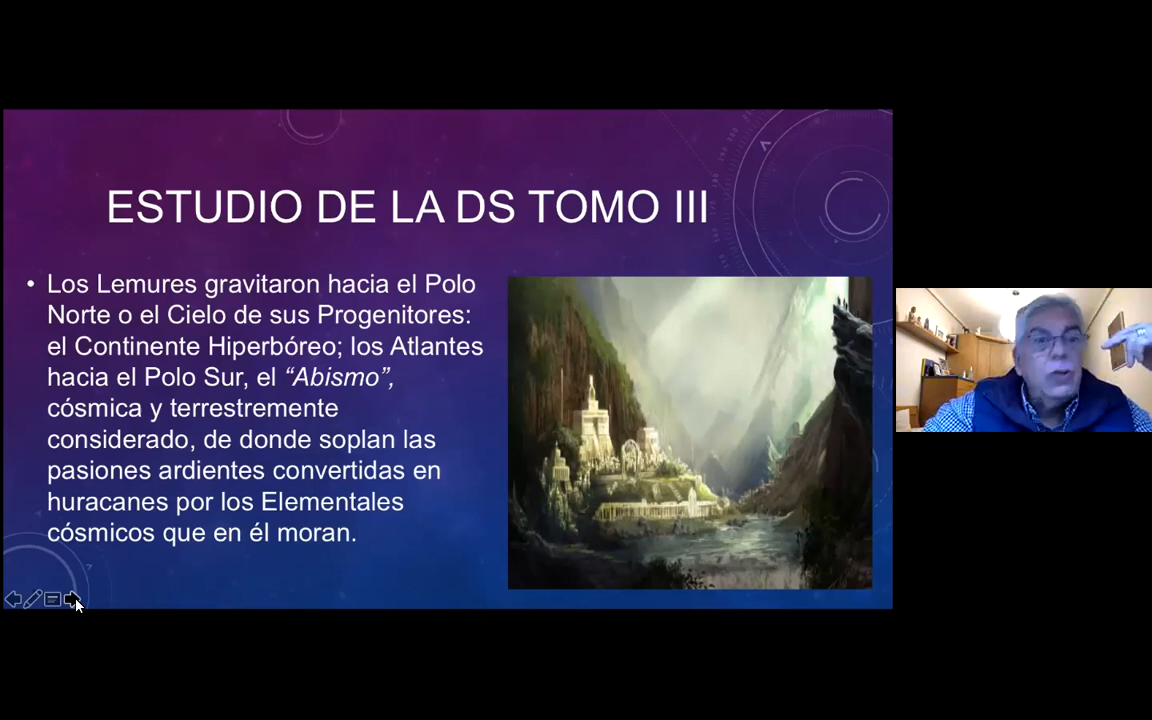 ESTUDIO DE LA DS TOMO III
• Los Lemures gravitaron hacia el Polo
Norte o el Cielo de sus Progenitores:
el Continente Hiperbóreo; los Atlantes
hacia el Polo Sur, el “Abismo”,
cósmica y terrestremente
considerado, de donde soplan las
pasiones ardientes convertidas en
huracanes por los Elementales
cósmicos que en él moran.